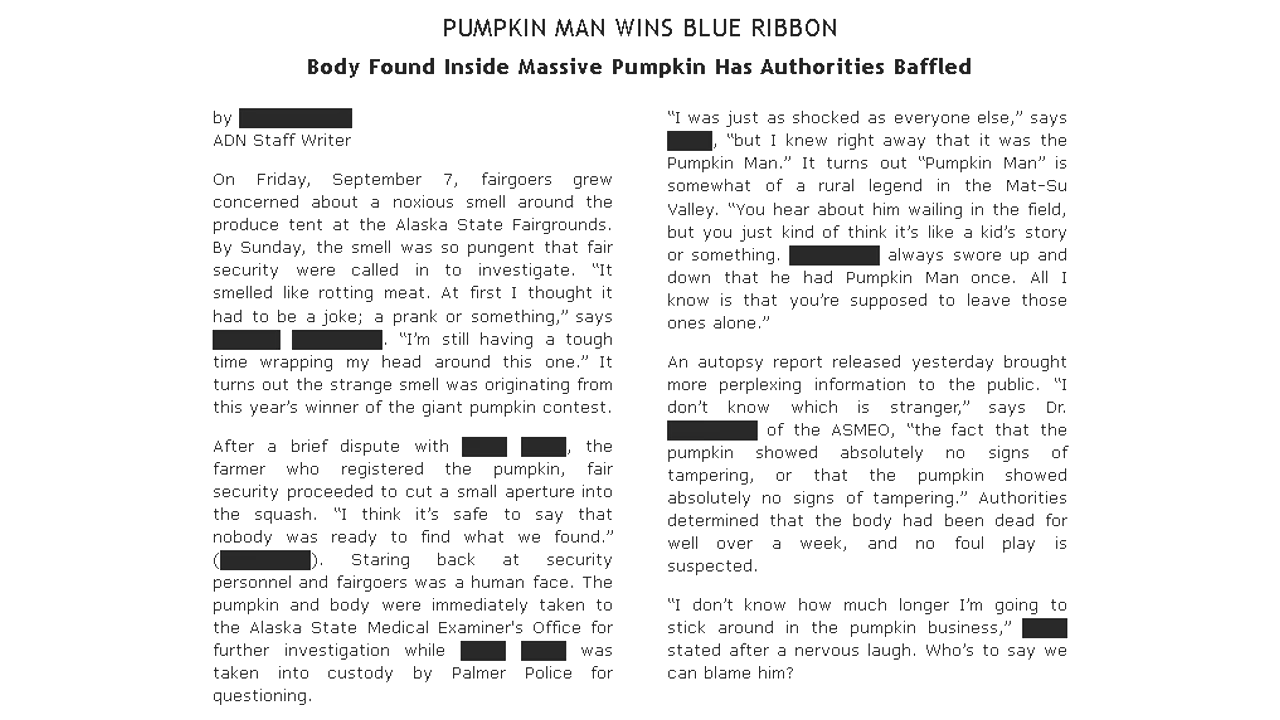 PUMPKIN MAN WINS BLUE RIBBON
Body Found Inside Massive Pumpkin Has Authorities Baffled
by
ADN Staff Writer
On Friday, September 7, fairgoers grew
concerned about a noxious smell around the
produce tent at the Alaska State Fairgrounds.
By Sunday, the smell was so pungent that fair
security were called in to investigate. “It
smelled like rotting meat. At first I thought it
had to be a joke; a prank or something,” says
. “I’m still having a tough
time wrapping my head around this one.” It
turns out the strange smell was originating from
this year’s winner of the giant pumpkin contest.
After a brief dispute with , the
farmer who registered the pumpkin, fair
security proceeded to cut a small aperture into
the squash. “I think it’s safe to say that
nobody was ready to find what we found.”
( ). Staring back at security
personnel and fairgoers was a human face. The
pumpkin and body were immediately taken to
the Alaska State Medical Examiner's Office for
further investigation while was
taken into custody by Palmer Police for
questioning.
“I was just as shocked as everyone else,” says
, “but I knew right away that it was the
Pumpkin Man.” It turns out “Pumpkin Man” is
somewhat of a rural legend in the Mat-Su
Valley. “You hear about him wailing in the field,
but you just kind of think it’s like a kid’s story
or something. always swore up and
down that he had Pumpkin Man once. All I
know is that you’re supposed to leave those
ones alone.”
An autopsy report released yesterday brought
more perplexing information to the public. “I
don’t know which is stranger,” says Dr.
of the ASMEO, “the fact that the
pumpkin showed absolutely no signs of
tampering, or that the pumpkin showed
absolutely no signs of tampering.” Authorities
determined that the body had been dead for
well over a week, and no foul play is
suspected.
“I don’t know how much longer I’m going to
stick around in the pumpkin business,”
stated after a nervous laugh. Who’s to say we
can blame him?